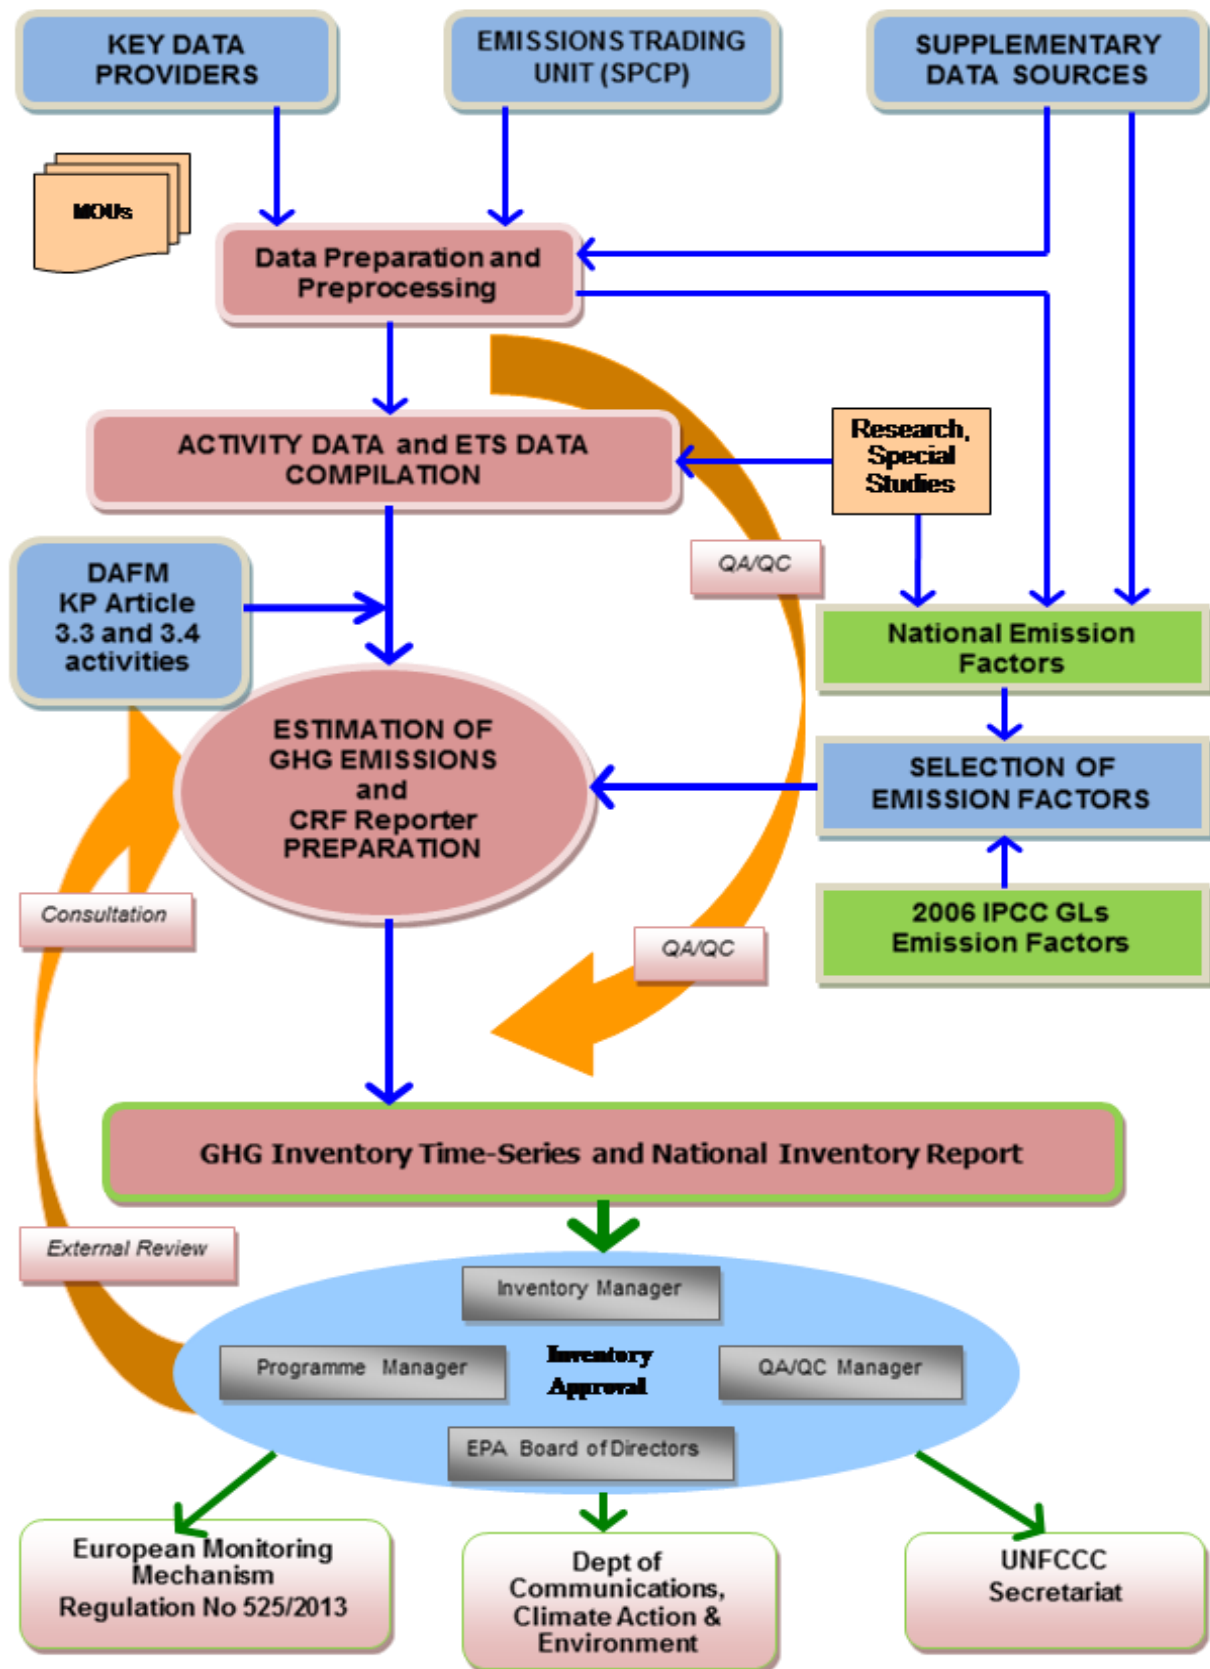 KEY DATA
PROVIDERS
EMISSIONS TRADING
UNIT (SPCP)
SUPPLEMENTARY
DATA SOURCES
MOUs
Data Preparation and
Preprocessing
ACTIVITY DATA and ETS DATA
COMPILATION
Research,
Special
Studies
QA/QC
DAFM
KP Article
3.3 and 3.4
activities
National Emission
Factors
ESTIMATION OF
GHG EMISSIONS
and
CRF Reporter
PREPARATION
SELECTION OF
EMISSION FACTORS
Consultation
QA/QC
2006 IPCC GLs
Emission Factors
GHG Inventory Time-Series and National Inventory Report
External Review
Inventory Manager
Programme Manager
Inventory
Approval
QA/QC Manager
EPA Board of Directors
European Monitoring
Mechanism
Regulation No 525/2013
Dept of
Communications,
Climate Action &
Environment
UNFCCC
Secretariat